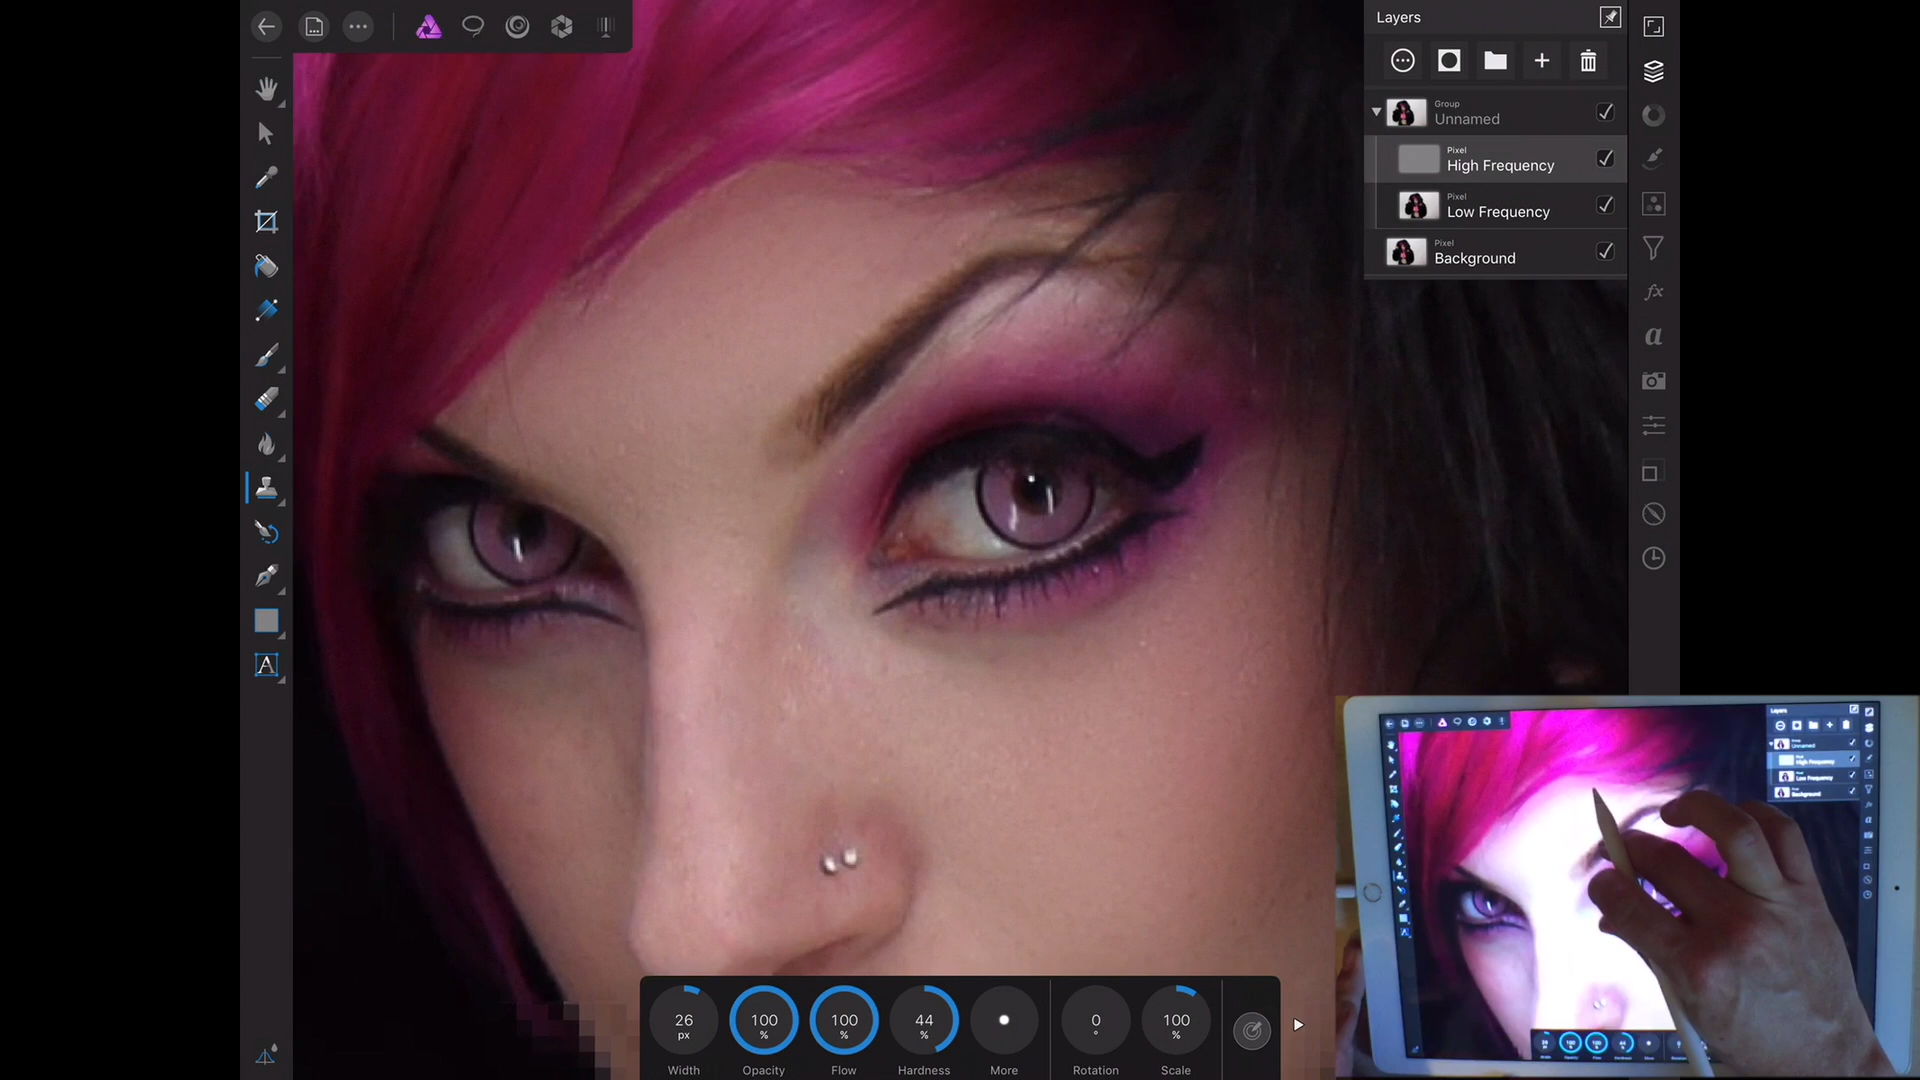 Layers
Group
Unnamed
Pixel
High Frequency
Pixel
Low Frequency
Pixel
Background
fx
a
A
26
px
100
%
100
%
44
%
0
°
100
%
Width
Opacity
Flow
Hardness
More
Rotation
Scale